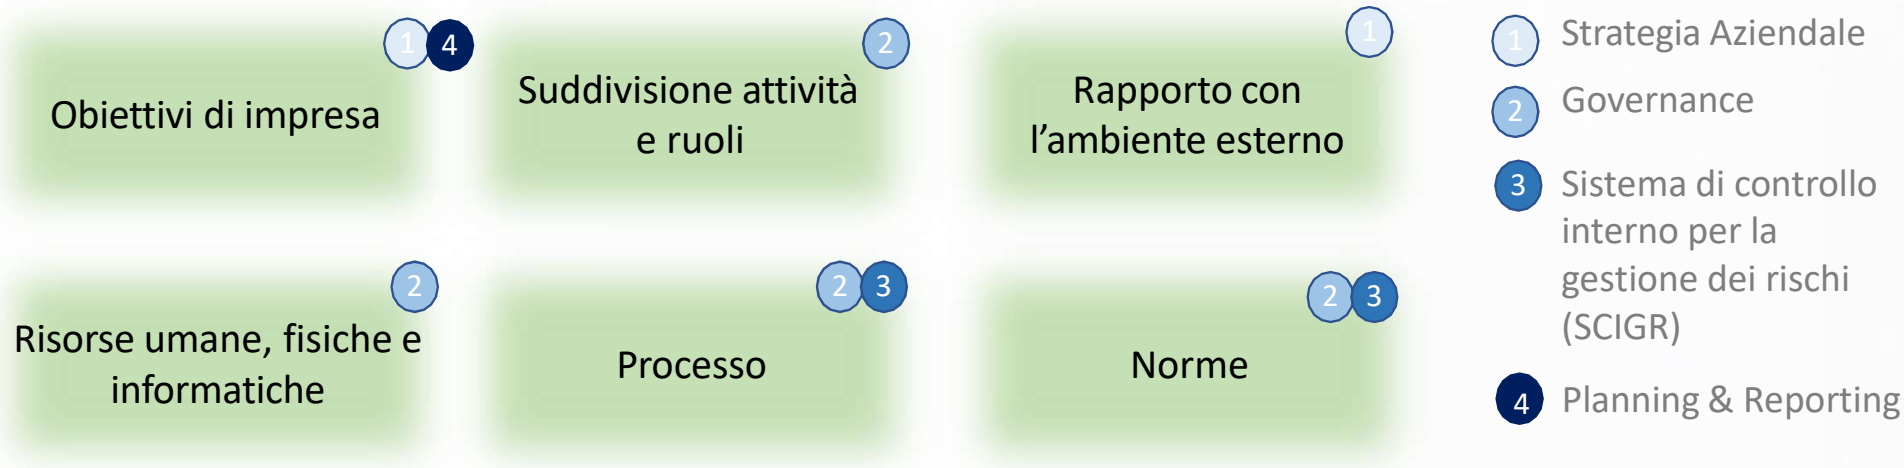 1 4
Obiettivi di impresa
2
Suddivisione attività
e ruoli
1
Rapporto con
l’ambiente esterno
2
Risorse umane, fisiche e
informatiche
2 3
Processo
2 3
Norme
1 Strategia Aziendale
2 Governance
3 Sistema di controllo
interno per la
gestione dei rischi
(SCIGR)
4 Planning & Reporting